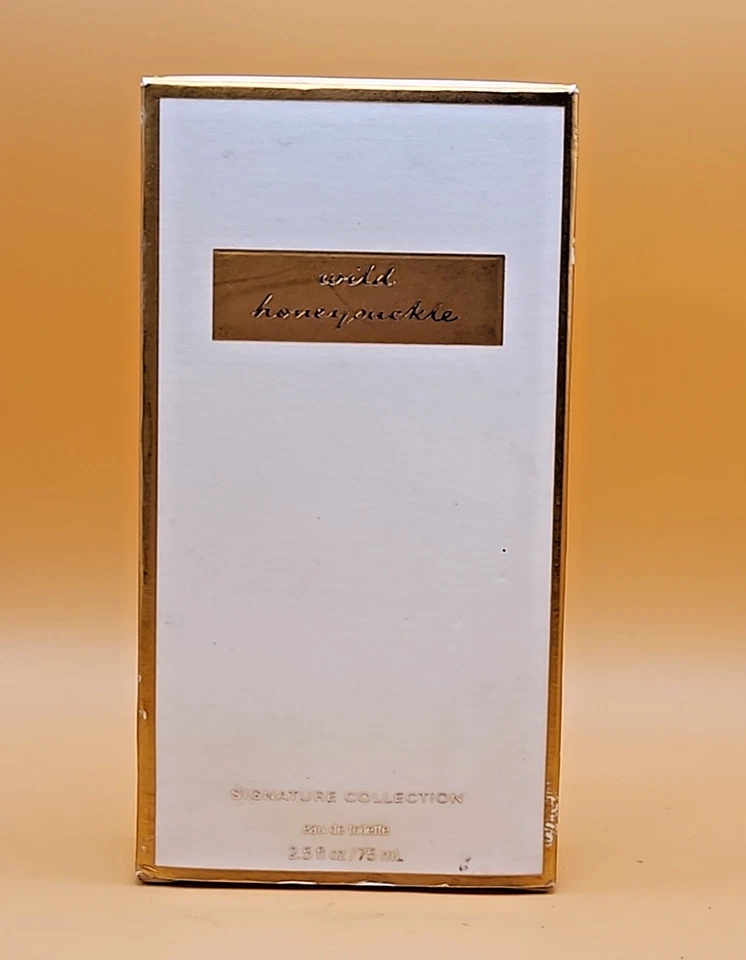 wild
honeysuckle
SIGNATURE COLLECTION
eau de toilette
2.5 fl oz / 75 mL